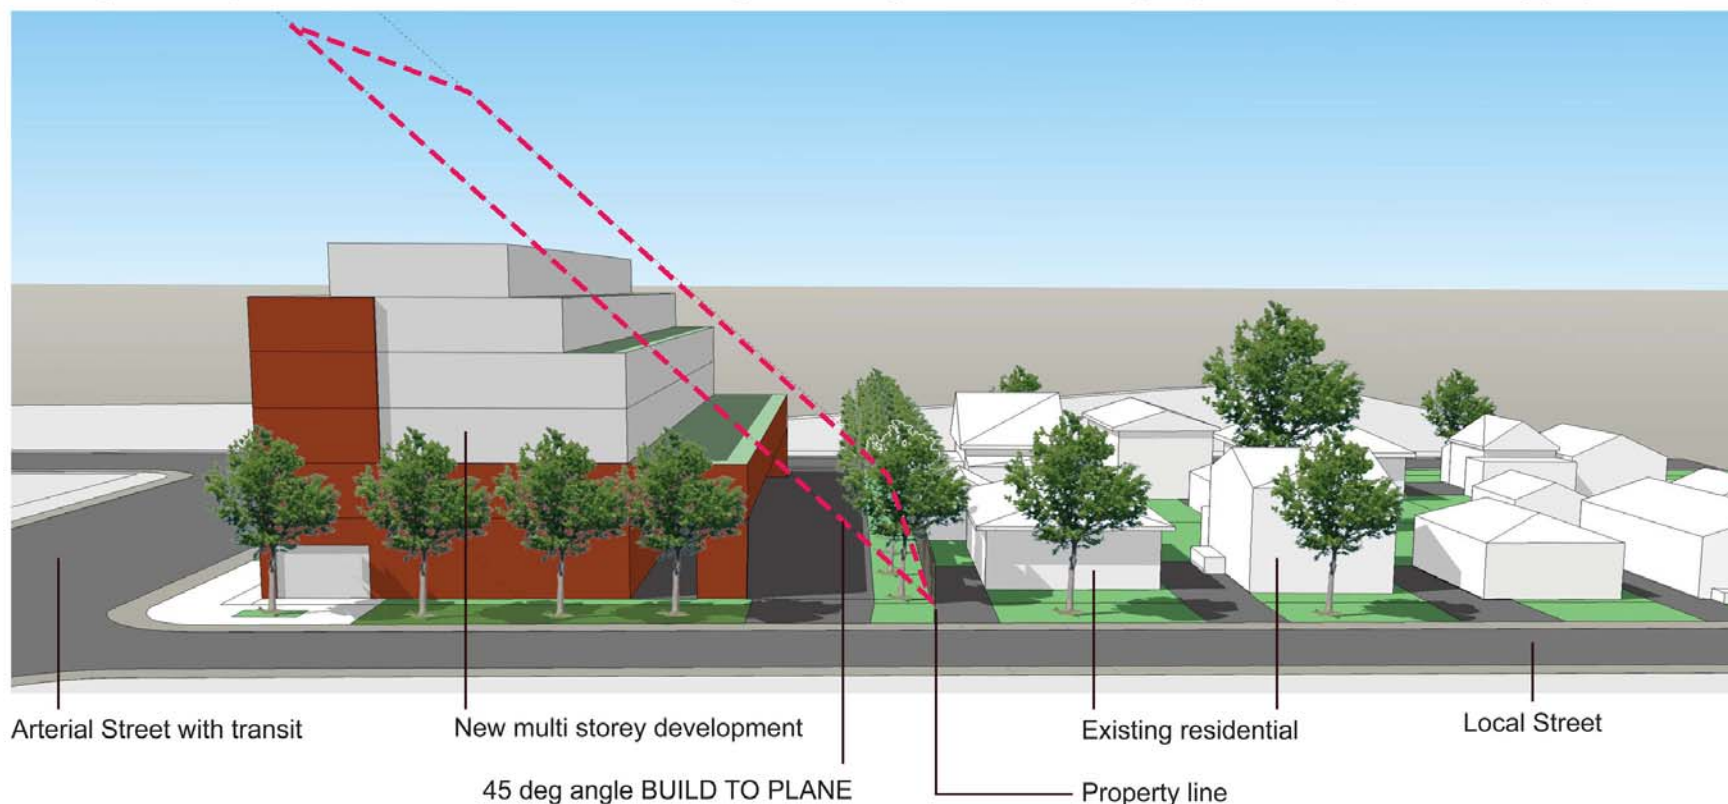 Arterial Street with transit
New multi storey development
Existing residential
Local Street
45 deg angle BUILD TO PLANE
Property line